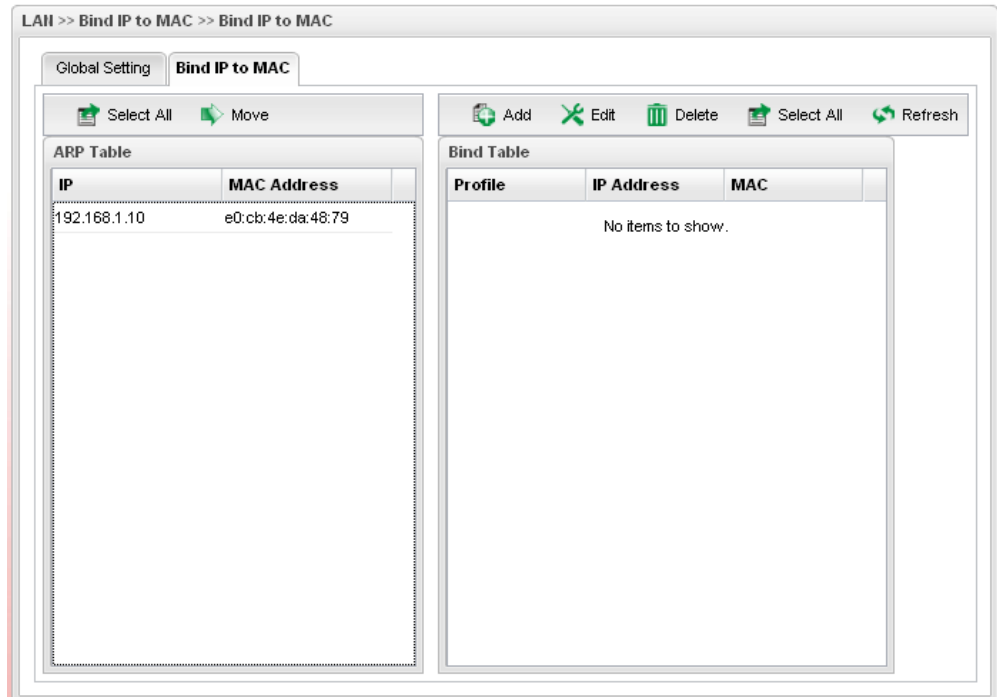 LAN >> Bind IP to MAC >> Bind IP to MAC
Global Setting Bind IP to MAC
Select All Move
Add Edit Delete Select All Refresh
ARP Table
IP MAC Address
192.168.1.10 e0:cb:4e:da:48:79
Bind Table
Profile IP Address MAC
No items to show.